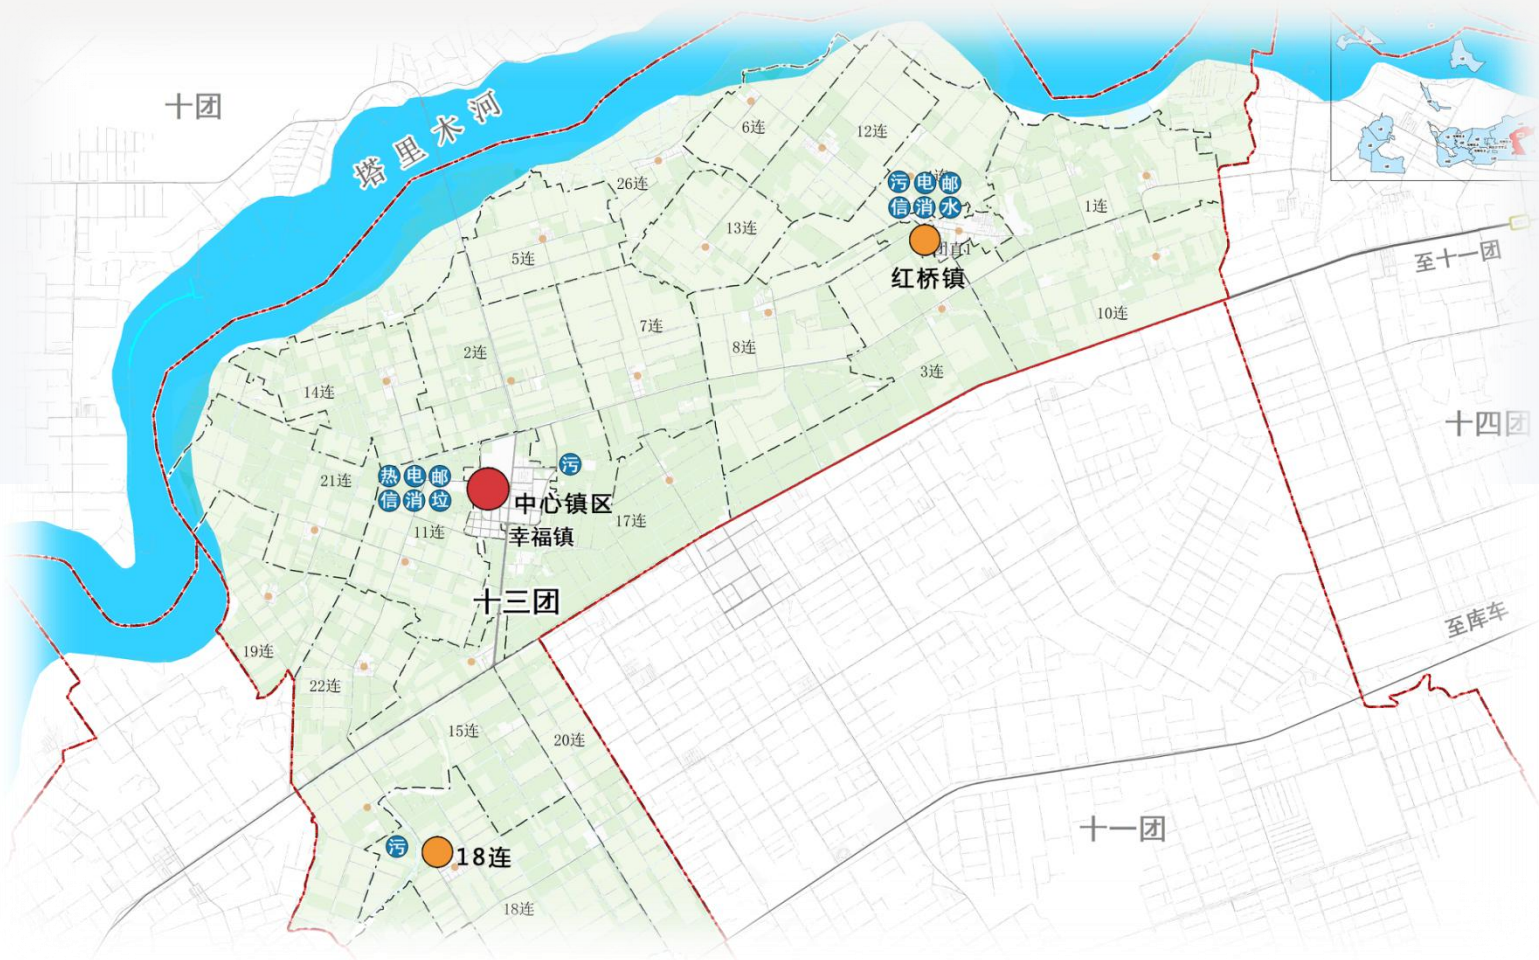 十团
塔里木河
6连
12连
26连
污 电 邮
信 消 水
1连
13连
5连
团直1
至十一团
红桥镇
10连
7连
8连
2连
3连
14连
十四团
污
热 电 邮
信 消 垃
21连
中心镇区
17连
11连
幸福镇
十三团
至库车
19连
22连
15连
20连
十一团
污
18连
18连